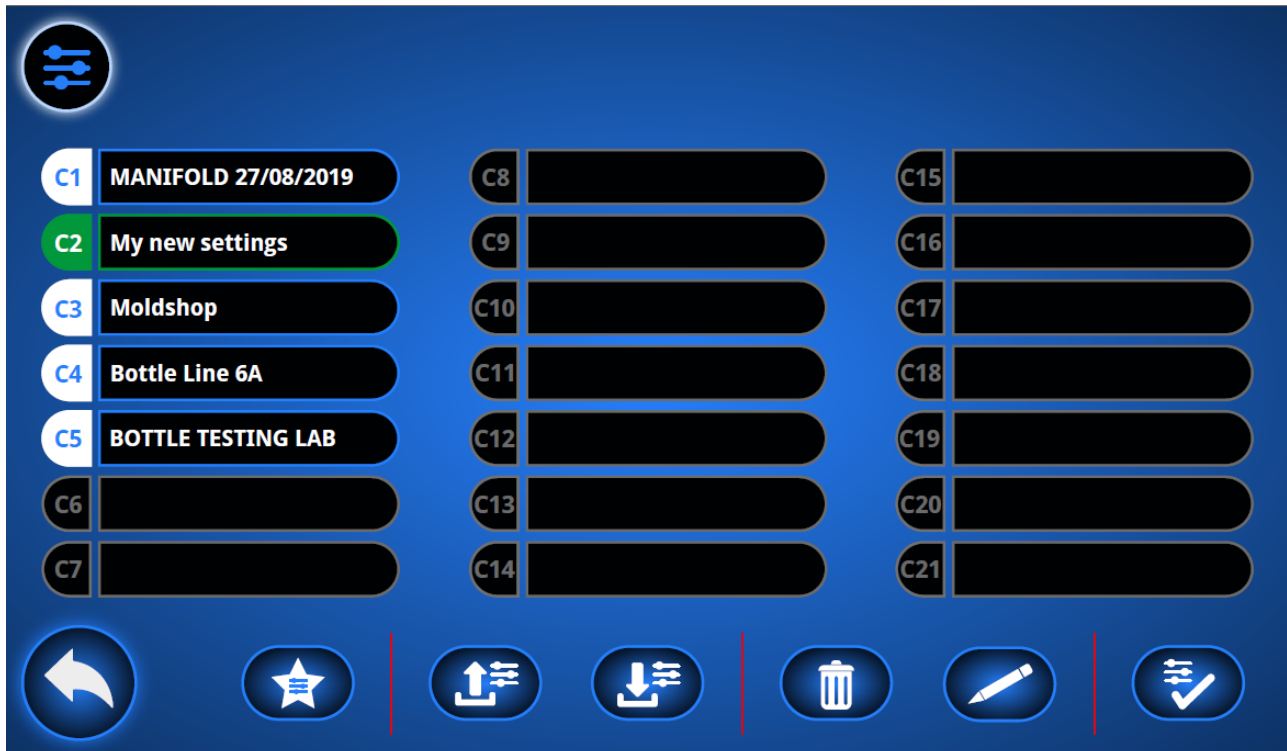 C1 MANIFOLD 27/08/2019
C2 My new settings
C3 Moldshop
C4 Bottle Line 6A
C5 BOTTLE TESTING LAB
C6
C7
C8
C9
C10
C11
C12
C13
C14
C15
C16
C17
C18
C19
C20
C21